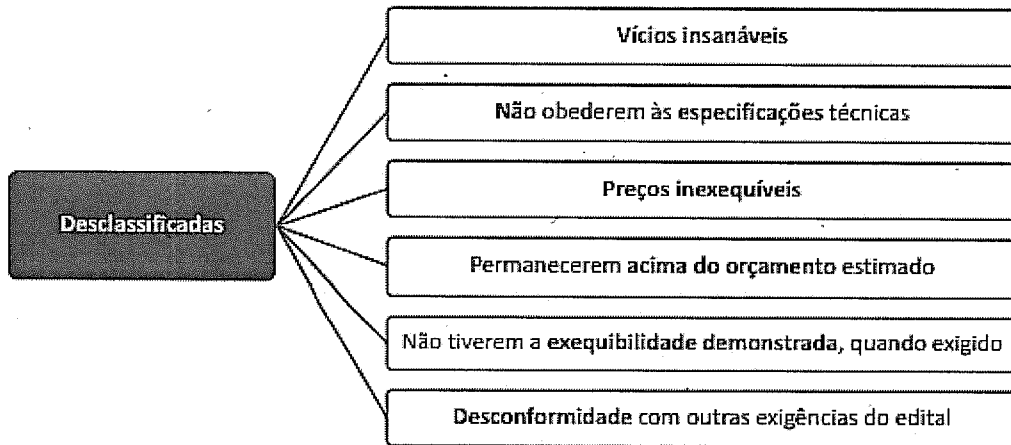 Vícios insanáveis
Não obederem às especificações técnicas
Preços inexequíveis
Desclassificadas
Permanecerem acima do orçamento estimado
Não tiverem a exequibilidade demonstrada, quando exigido
Desconformidade com outras exigências do edital